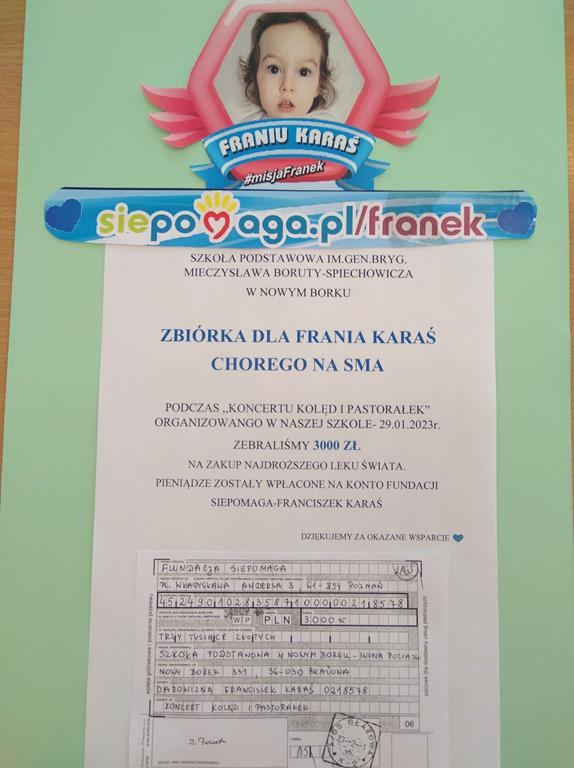 FRANIU KARAŚ
#misjaFranek
siepomaga.pl/franek
SZKOŁA PODSTAWOWA IM.GEN.BRYG.
MIECZYSŁAWA BORUTY-SPIECHOWICZA
W NOWYM BORKU
ZBIÓRKA DLA FRANIA KARAŚ
CHOREGO NA SMA
PODCZAS ,,KONCERTU KOLĘD I PASTORAŁEK"
ORGANIZOWANGO W NASZEJ SZKOLE- 29.01.2023r.
ZEBRALIŚMY 3000 ZŁ
NA ZAKUP NAJDROŻSZEGO LEKU ŚWIATA.
PIENIĄDZE ZOSTAŁY WPŁACONE NA KONTO FUNDACJI
SIEPOMAGA-FRANCISZEK KARAŚ
DZIĘKUJEMY ZA OKAZANE WSPARCIE
FUNDACJA SIEPOMAGA
PL. WŁADYSŁAWA ANDERSA 3, 61-894 POZNAŃ
45249010283587100000218578
WP PLN 3000
TRZY TYSIĄCE ZŁOTYCH
SZKOŁA PODSTAWOWA W NOWYM BORKU-
NOWY BOREK 331, 36-030 BŁAŻOWA
DAROWIZNA FRANCISZEK KARAŚ 0218578
KONCERT KOLĘD I PASTORAŁEK
06